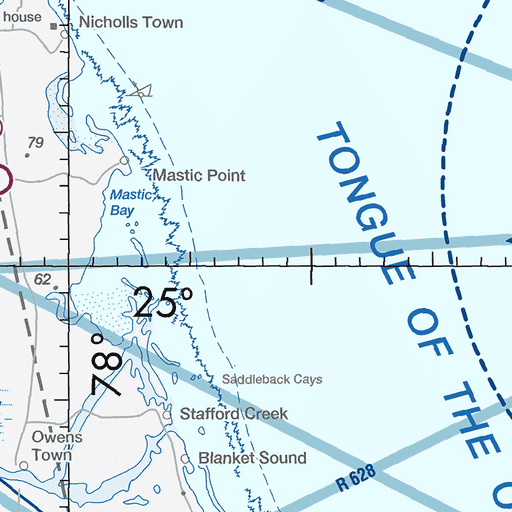 Nicholls Town
house
79
Mastic Point
Mastic
Bay
TONGUE OF THE
62
25°
78°
Saddleback Cays
Stafford Creek
Owens
Town
Blanket Sound
R 628